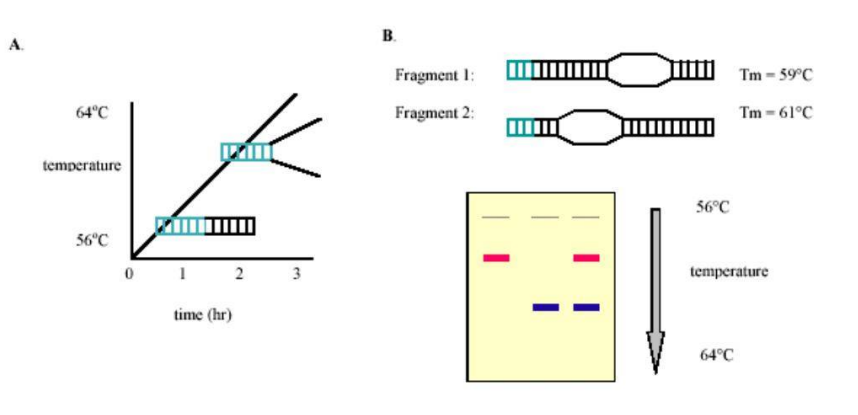 A.
64°C
temperature
56°C
0 1 2 3
time (hr)
B.
Fragment 1: Tm = 59°C
Fragment 2: Tm = 61°C
56°C
temperature
64°C